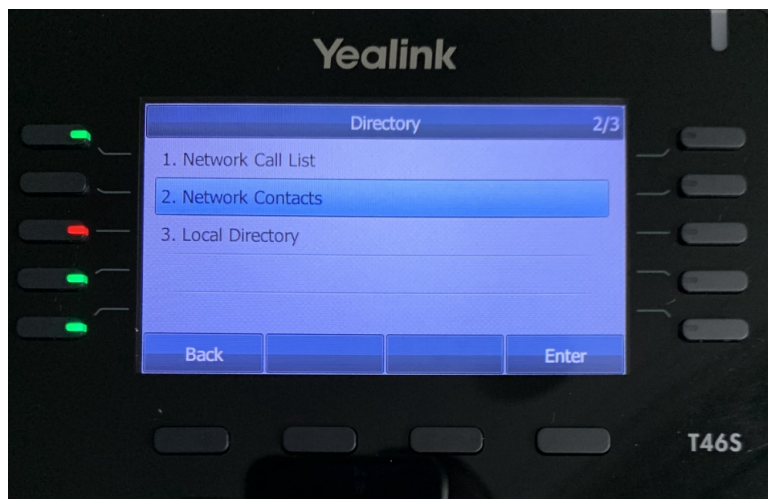 Yealink
Directory 2/3
1. Network Call List
2. Network Contacts
3. Local Directory
Back Enter
T46S